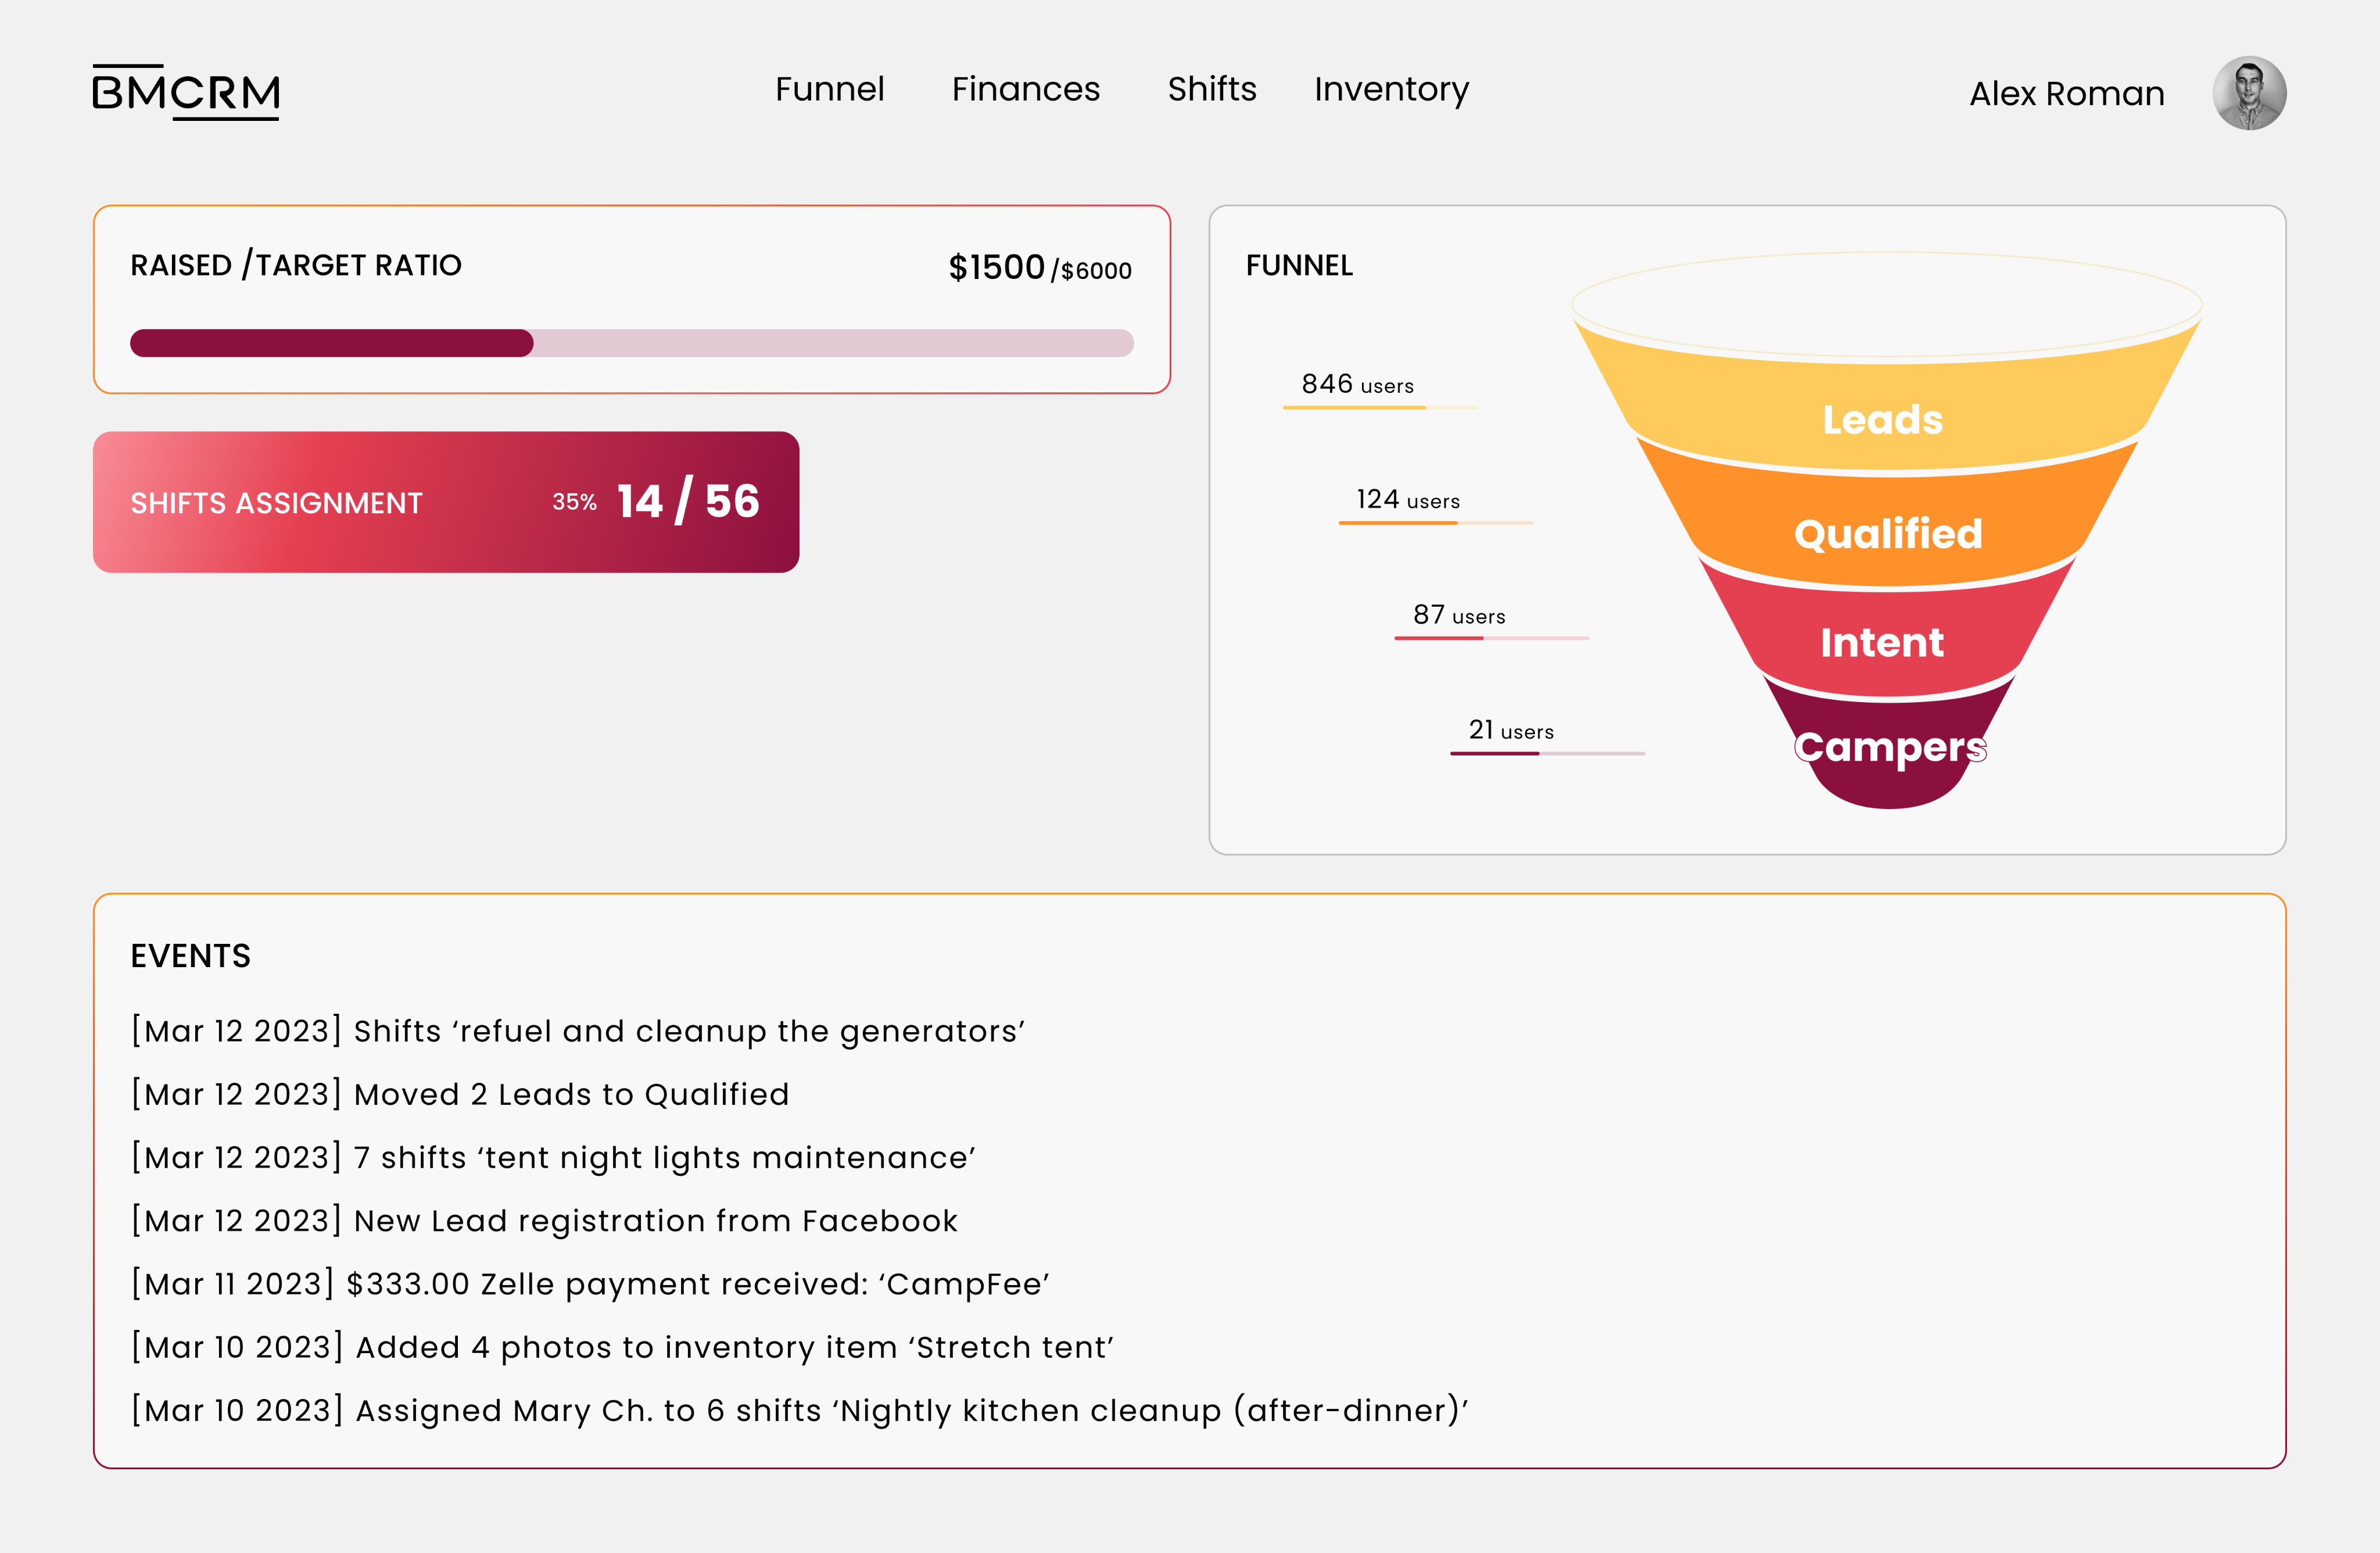 BMCRM
Funnel Finances Shifts Inventory
Alex Roman
RAISED /TARGET RATIO
$1500 /$6000
SHIFTS ASSIGNMENT
35% 14 / 56
FUNNEL
846 users
124 users
87 users
21 users
Leads
Qualified
Intent
Campers
EVENTS
[Mar 12 2023] Shifts ‘refuel and cleanup the generators’
[Mar 12 2023] Moved 2 Leads to Qualified
[Mar 12 2023] 7 shifts ‘tent night lights maintenance’
[Mar 12 2023] New Lead registration from Facebook
[Mar 11 2023] $333.00 Zelle payment received: ‘CampFee’
[Mar 10 2023] Added 4 photos to inventory item ‘Stretch tent’
[Mar 10 2023] Assigned Mary Ch. to 6 shifts ‘Nightly kitchen cleanup (after-dinner)’